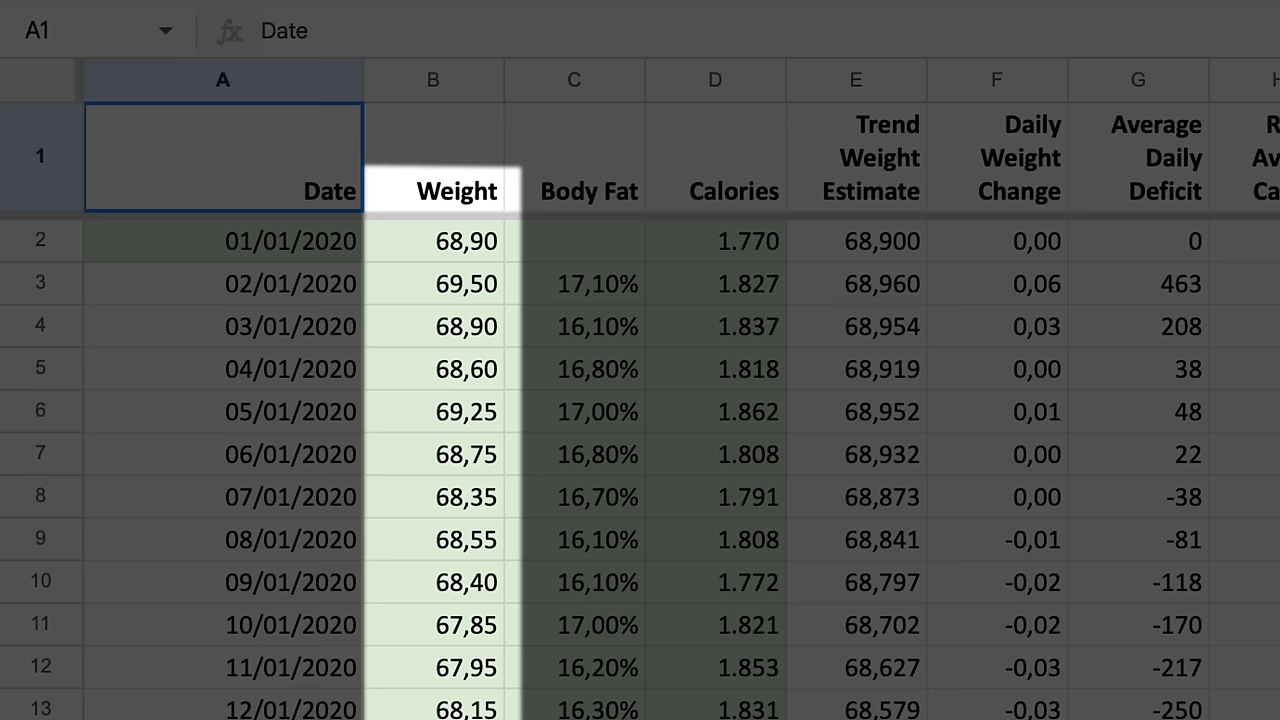 A1 fx Date
A B C D E F G
1 Date Weight Body Fat Calories Trend Weight Estimate Daily Weight Change Average Daily Deficit
2 01/01/2020 68,90 1.770 68,900 0,00 0
3 02/01/2020 69,50 17,10% 1.827 68,960 0,06 463
4 03/01/2020 68,90 16,10% 1.837 68,954 0,03 208
5 04/01/2020 68,60 16,80% 1.818 68,919 0,00 38
6 05/01/2020 69,25 17,00% 1.862 68,952 0,01 48
7 06/01/2020 68,75 16,80% 1.808 68,932 0,00 22
8 07/01/2020 68,35 16,70% 1.791 68,873 0,00 -38
9 08/01/2020 68,55 16,10% 1.808 68,841 -0,01 -81
10 09/01/2020 68,40 16,10% 1.772 68,797 -0,02 -118
11 10/01/2020 67,85 17,00% 1.821 68,702 -0,02 -170
12 11/01/2020 67,95 16,20% 1.853 68,627 -0,03 -217
13 12/01/2020 68,15 16,30% 1.831 68,579 -0,03 -250